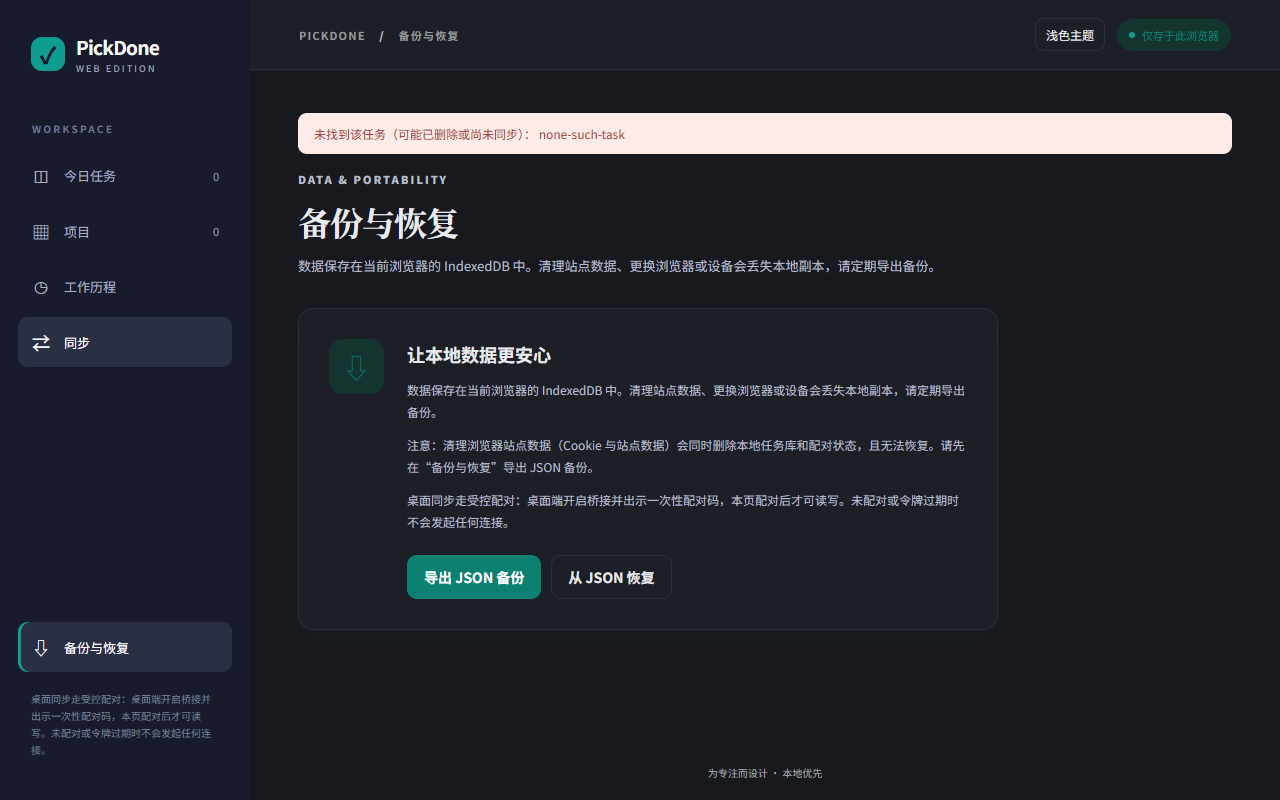 PickDone
WEB EDITION
WORKSPACE
今日任务 0
项目 0
工作历程
同步
备份与恢复
桌面同步走受控配对：桌面端开启桥接并
出示一次性配对码，本页配对后才可读
写。未配对或令牌过期时不会发起任何连
接。
PICKDONE / 备份与恢复
浅色主题
仅存于此浏览器
未找到该任务（可能已删除或尚未同步）： none-such-task
DATA & PORTABILITY
备份与恢复
数据保存在当前浏览器的 IndexedDB 中。清理站点数据、更换浏览器或设备会丢失本地副本，请定期导出备份。
让本地数据更安心
数据保存在当前浏览器的 IndexedDB 中。清理站点数据、更换浏览器或设备会丢失本地副本，请定期导出
备份。
注意：清理浏览器站点数据（Cookie 与站点数据）会同时删除本地任务库和配对状态，且无法恢复。请先
在“备份与恢复”导出 JSON 备份。
桌面同步走受控配对：桌面端开启桥接并出示一次性配对码，本页配对后才可读写。未配对或令牌过期时
不会发起任何连接。
导出 JSON 备份
从 JSON 恢复
为专注而设计 · 本地优先